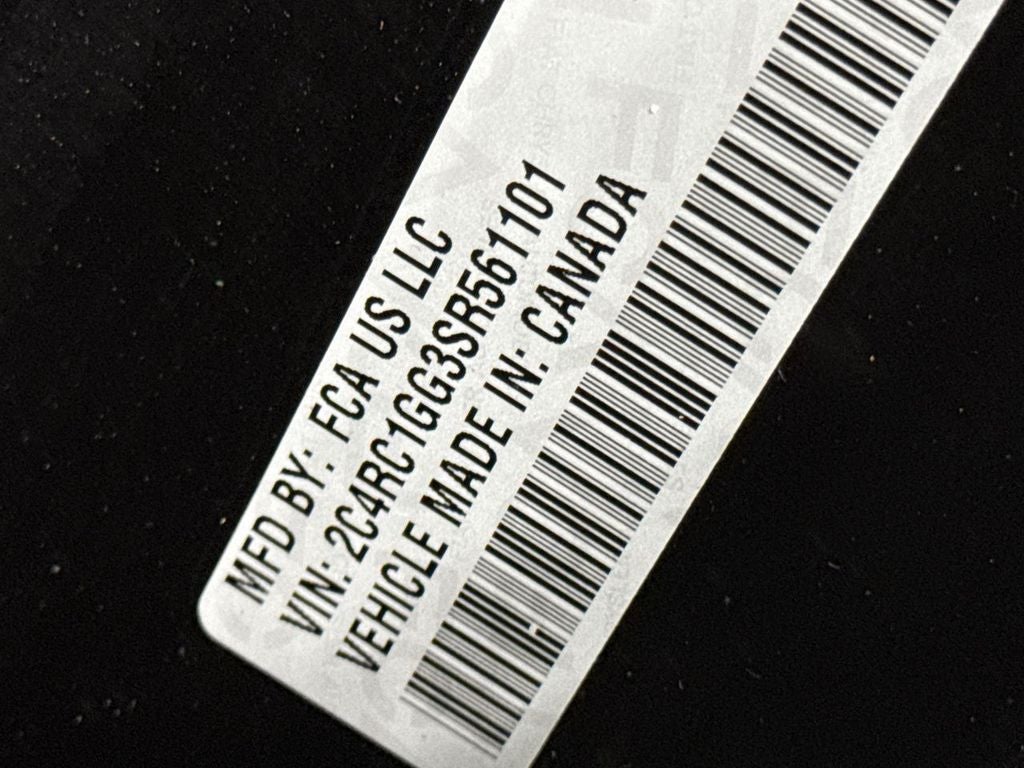 MFD BY: FCA US LLC
VIN: 2C4RC1GG3SR561101
VEHICLE MADE IN: CANADA